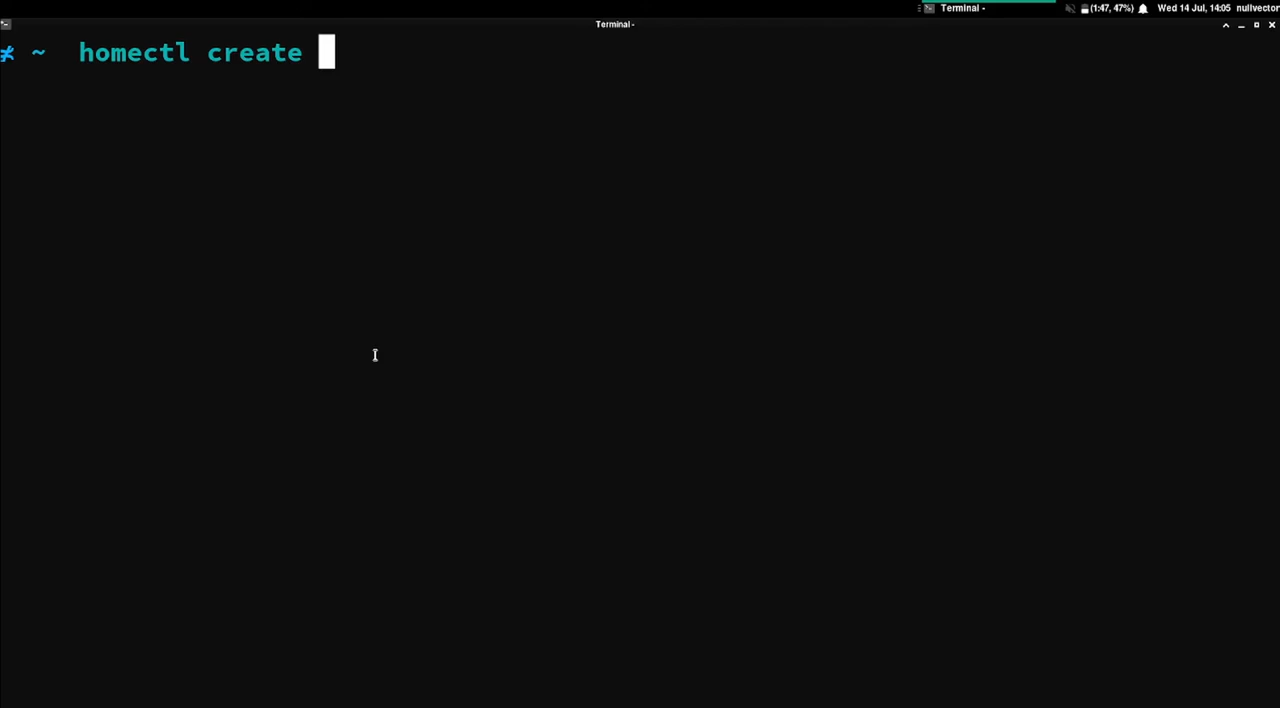 Terminal - (1:47, 47%) Wed 14 Jul, 14:05 nullvector
Terminal -
≠ ~ homectl create